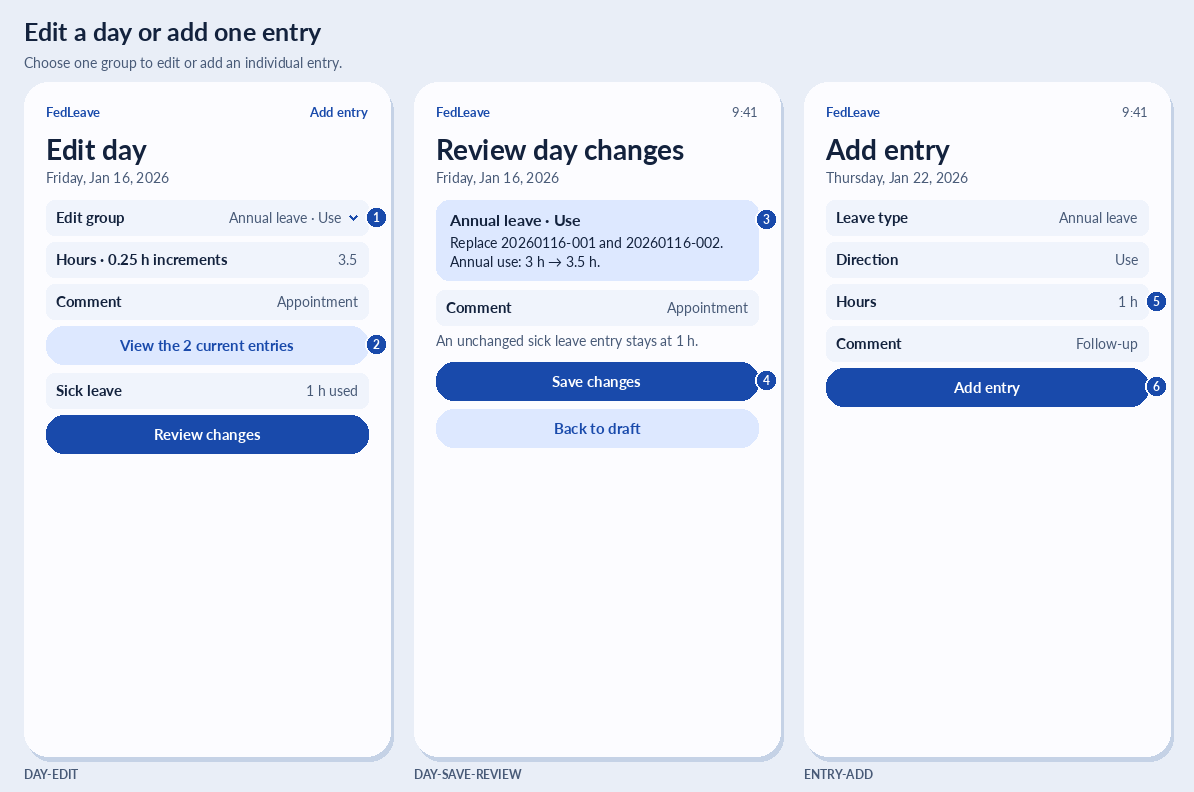 Edit a day or add one entry
Choose one group to edit or add an individual entry.
FedLeave Add entry
Edit day
Friday, Jan 16, 2026
Edit group Annual leave · Use 1
Hours · 0.25 h increments 3.5
Comment Appointment
View the 2 current entries 2
Sick leave 1 h used
Review changes
DAY-EDIT
FedLeave 9:41
Review day changes
Friday, Jan 16, 2026
Annual leave · Use 3
Replace 20260116-001 and 20260116-002.
Annual use: 3 h → 3.5 h.
Comment Appointment
An unchanged sick leave entry stays at 1 h.
Save changes 4
Back to draft
DAY-SAVE-REVIEW
FedLeave 9:41
Add entry
Thursday, Jan 22, 2026
Leave type Annual leave
Direction Use
Hours 1 h 5
Comment Follow-up
Add entry 6
ENTRY-ADD